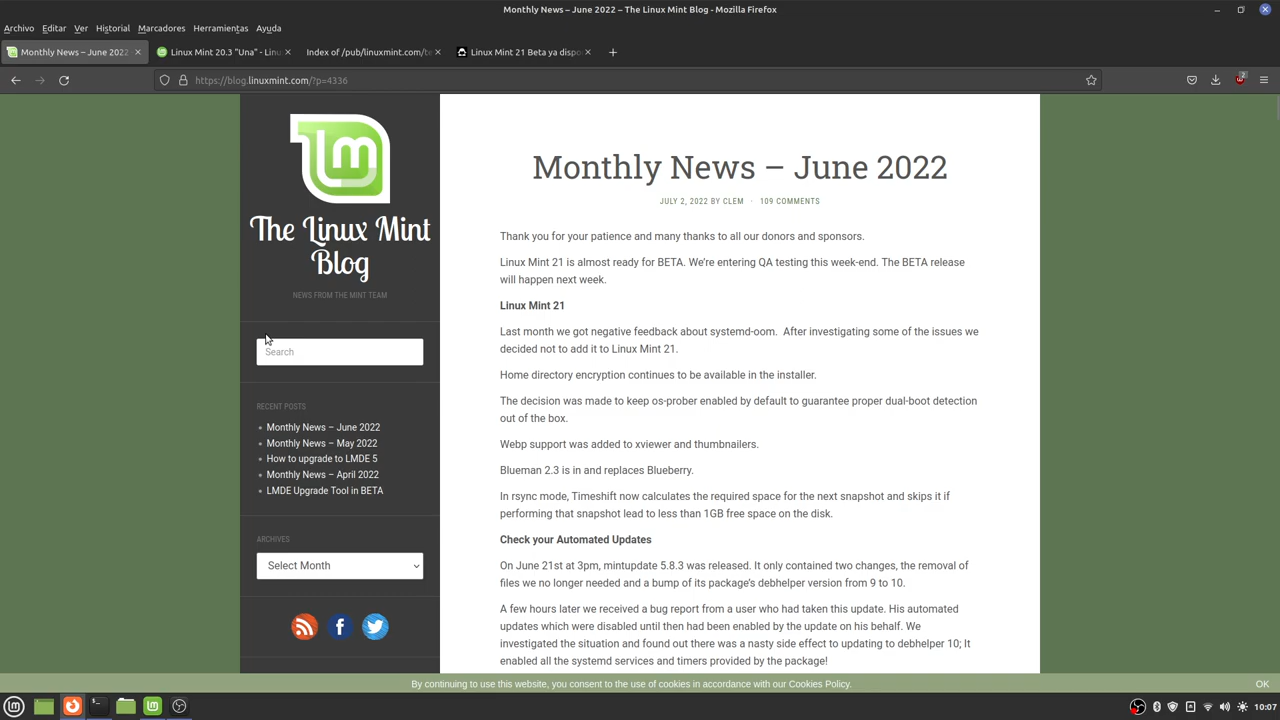 Monthly News – June 2022 – The Linux Mint Blog - Mozilla Firefox
Archivo Editar Ver Historial Marcadores Herramientas Ayuda
Monthly News – June 2022
Linux Mint 20.3 "Una" - Linu
Index of /pub/linuxmint.com/te
Linux Mint 21 Beta ya dispo
https://blog.linuxmint.com/?p=4336
2
lm
The Linux Mint
Blog
NEWS FROM THE MINT TEAM
Search
RECENT POSTS
Monthly News – June 2022
Monthly News – May 2022
How to upgrade to LMDE 5
Monthly News – April 2022
LMDE Upgrade Tool in BETA
ARCHIVES
Select Month
Monthly News – June 2022
JULY 2, 2022 BY CLEM · 109 COMMENTS
Thank you for your patience and many thanks to all our donors and sponsors.
Linux Mint 21 is almost ready for BETA. We're entering QA testing this week-end. The BETA release
will happen next week.
Linux Mint 21
Last month we got negative feedback about systemd-oom.  After investigating some of the issues we
decided not to add it to Linux Mint 21.
Home directory encryption continues to be available in the installer.
The decision was made to keep os-prober enabled by default to guarantee proper dual-boot detection
out of the box.
Webp support was added to xviewer and thumbnailers.
Blueman 2.3 is in and replaces Blueberry.
In rsync mode, Timeshift now calculates the required space for the next snapshot and skips it if
performing that snapshot lead to less than 1GB free space on the disk.
Check your Automated Updates
On June 21st at 3pm, mintupdate 5.8.3 was released. It only contained two changes, the removal of
files we no longer needed and a bump of its package's debhelper version from 9 to 10.
A few hours later we received a bug report from a user who had taken this update. His automated
updates which were disabled until then had been enabled by the update on his behalf. We
investigated the situation and found out there was a nasty side effect to updating to debhelper 10; It
enabled all the systemd services and timers provided by the package!
By continuing to use this website, you consent to the use of cookies in accordance with our Cookies Policy.
OK
10:07